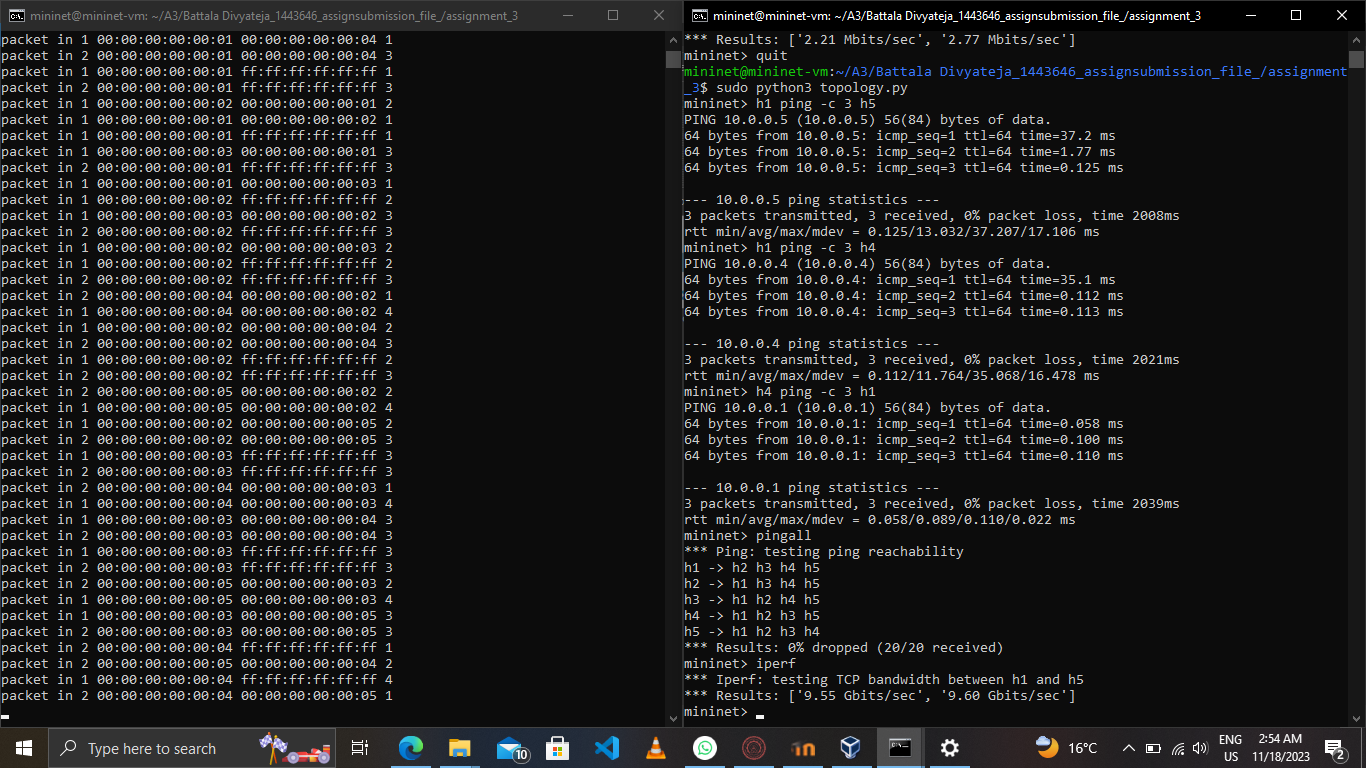 mininet@mininet-vm: ~/A3/Battala Divyateja_1443646_assignsubmission_file_/assignment_3
packet in 1 00:00:00:00:00:01 00:00:00:00:00:04 1
packet in 2 00:00:00:00:00:01 00:00:00:00:00:04 3
packet in 1 00:00:00:00:00:01 ff:ff:ff:ff:ff:ff 1
packet in 2 00:00:00:00:00:01 ff:ff:ff:ff:ff:ff 3
packet in 1 00:00:00:00:00:02 00:00:00:00:00:01 2
packet in 1 00:00:00:00:00:01 00:00:00:00:00:02 1
packet in 1 00:00:00:00:00:01 ff:ff:ff:ff:ff:ff 1
packet in 1 00:00:00:00:00:03 00:00:00:00:00:01 3
packet in 2 00:00:00:00:00:01 ff:ff:ff:ff:ff:ff 3
packet in 1 00:00:00:00:00:01 00:00:00:00:00:03 1
packet in 1 00:00:00:00:00:02 ff:ff:ff:ff:ff:ff 2
packet in 1 00:00:00:00:00:03 00:00:00:00:00:02 3
packet in 2 00:00:00:00:00:02 ff:ff:ff:ff:ff:ff 3
packet in 1 00:00:00:00:00:02 00:00:00:00:00:03 2
packet in 1 00:00:00:00:00:02 ff:ff:ff:ff:ff:ff 2
packet in 2 00:00:00:00:00:02 ff:ff:ff:ff:ff:ff 3
packet in 2 00:00:00:00:00:04 00:00:00:00:00:02 1
packet in 1 00:00:00:00:00:04 00:00:00:00:00:02 4
packet in 1 00:00:00:00:00:02 00:00:00:00:00:04 2
packet in 2 00:00:00:00:00:02 00:00:00:00:00:04 3
packet in 1 00:00:00:00:00:02 ff:ff:ff:ff:ff:ff 2
packet in 2 00:00:00:00:00:02 ff:ff:ff:ff:ff:ff 3
packet in 2 00:00:00:00:00:05 00:00:00:00:00:02 2
packet in 1 00:00:00:00:00:05 00:00:00:00:00:02 4
packet in 1 00:00:00:00:00:02 00:00:00:00:00:05 2
packet in 2 00:00:00:00:00:02 00:00:00:00:00:05 3
packet in 1 00:00:00:00:00:03 ff:ff:ff:ff:ff:ff 3
packet in 2 00:00:00:00:00:03 ff:ff:ff:ff:ff:ff 3
packet in 2 00:00:00:00:00:04 00:00:00:00:00:03 1
packet in 1 00:00:00:00:00:04 00:00:00:00:00:03 4
packet in 1 00:00:00:00:00:03 00:00:00:00:00:04 3
packet in 2 00:00:00:00:00:03 00:00:00:00:00:04 3
packet in 1 00:00:00:00:00:03 ff:ff:ff:ff:ff:ff 3
packet in 2 00:00:00:00:00:03 ff:ff:ff:ff:ff:ff 3
packet in 2 00:00:00:00:00:05 00:00:00:00:00:03 2
packet in 1 00:00:00:00:00:05 00:00:00:00:00:03 4
packet in 1 00:00:00:00:00:03 00:00:00:00:00:05 3
packet in 2 00:00:00:00:00:03 00:00:00:00:00:05 3
packet in 2 00:00:00:00:00:04 ff:ff:ff:ff:ff:ff 1
packet in 2 00:00:00:00:00:05 00:00:00:00:00:04 2
packet in 1 00:00:00:00:00:04 ff:ff:ff:ff:ff:ff 4
packet in 2 00:00:00:00:00:04 00:00:00:00:00:05 1
mininet@mininet-vm: ~/A3/Battala Divyateja_1443646_assignsubmission_file_/assignment_3
*** Results: ['2.21 Mbits/sec', '2.77 Mbits/sec']
mininet> quit
mininet@mininet-vm:~/A3/Battala Divyateja_1443646_assignsubmission_file_/assignment
_3$ sudo python3 topology.py
mininet> h1 ping -c 3 h5
PING 10.0.0.5 (10.0.0.5) 56(84) bytes of data.
64 bytes from 10.0.0.5: icmp_seq=1 ttl=64 time=37.2 ms
64 bytes from 10.0.0.5: icmp_seq=2 ttl=64 time=1.77 ms
64 bytes from 10.0.0.5: icmp_seq=3 ttl=64 time=0.125 ms
--- 10.0.0.5 ping statistics ---
3 packets transmitted, 3 received, 0% packet loss, time 2008ms
rtt min/avg/max/mdev = 0.125/13.032/37.207/17.106 ms
mininet> h1 ping -c 3 h4
PING 10.0.0.4 (10.0.0.4) 56(84) bytes of data.
64 bytes from 10.0.0.4: icmp_seq=1 ttl=64 time=35.1 ms
64 bytes from 10.0.0.4: icmp_seq=2 ttl=64 time=0.112 ms
64 bytes from 10.0.0.4: icmp_seq=3 ttl=64 time=0.113 ms
--- 10.0.0.4 ping statistics ---
3 packets transmitted, 3 received, 0% packet loss, time 2021ms
rtt min/avg/max/mdev = 0.112/11.764/35.068/16.478 ms
mininet> h4 ping -c 3 h1
PING 10.0.0.1 (10.0.0.1) 56(84) bytes of data.
64 bytes from 10.0.0.1: icmp_seq=1 ttl=64 time=0.058 ms
64 bytes from 10.0.0.1: icmp_seq=2 ttl=64 time=0.100 ms
64 bytes from 10.0.0.1: icmp_seq=3 ttl=64 time=0.110 ms
--- 10.0.0.1 ping statistics ---
3 packets transmitted, 3 received, 0% packet loss, time 2039ms
rtt min/avg/max/mdev = 0.058/0.089/0.110/0.022 ms
mininet> pingall
*** Ping: testing ping reachability
h1 -> h2 h3 h4 h5
h2 -> h1 h3 h4 h5
h3 -> h1 h2 h4 h5
h4 -> h1 h2 h3 h5
h5 -> h1 h2 h3 h4
*** Results: 0% dropped (20/20 received)
mininet> iperf
*** Iperf: testing TCP bandwidth between h1 and h5
*** Results: ['9.55 Gbits/sec', '9.60 Gbits/sec']
mininet>
Type here to search
10
16°C
ENG
US
2:54 AM
11/18/2023
2